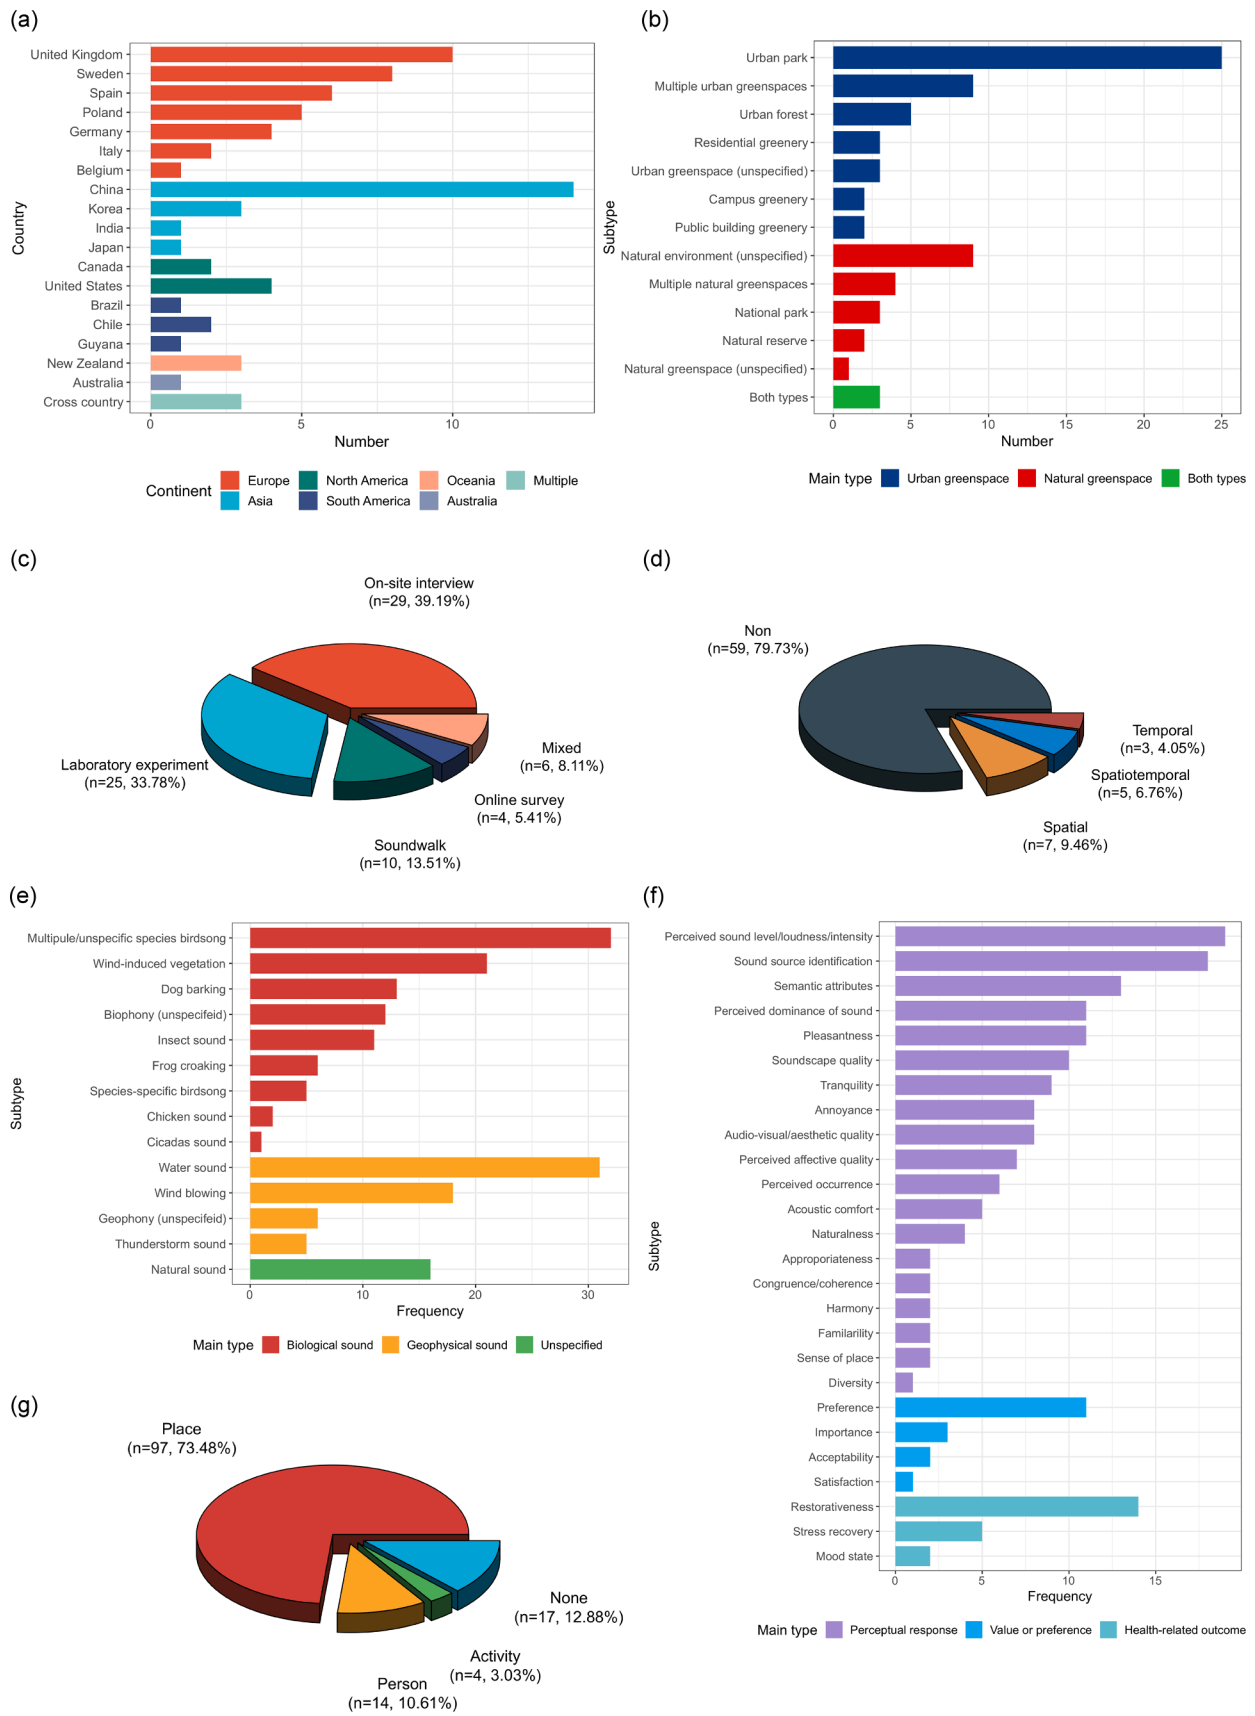 (a)
United Kingdom
Sweden
Spain
Poland
Germany
Italy
Belgium
China
Korea
India
Japan
Canada
United States
Brazil
Chile
Guyana
New Zealand
Australia
Cross country
Country
0 5 10
Number
Continent Europe North America Oceania Multiple
Asia South America Australia
(b)
Urban park
Multiple urban greenspaces
Urban forest
Residential greenery
Urban greenspace (unspecified)
Campus greenery
Public building greenery
Natural environment (unspecified)
Multiple natural greenspaces
National park
Natural reserve
Natural greenspace (unspecified)
Both types
Subtype
0 5 10 15 20 25
Number
Main type Urban greenspace Natural greenspace Both types
(c)
On-site interview
(n=29, 39.19%)
Laboratory experiment
(n=25, 33.78%)
Mixed
(n=6, 8.11%)
Online survey
(n=4, 5.41%)
Soundwalk
(n=10, 13.51%)
(d)
Non
(n=59, 79.73%)
Temporal
(n=3, 4.05%)
Spatiotemporal
(n=5, 6.76%)
Spatial
(n=7, 9.46%)
(e)
Multipule/unspecific species birdsong
Wind-induced vegetation
Dog barking
Biophony (unspecifeid)
Insect sound
Frog croaking
Species-specific birdsong
Chicken sound
Cicadas sound
Water sound
Wind blowing
Geophony (unspecifeid)
Thunderstorm sound
Natural sound
Subtype
0 10 20 30
Frequency
Main type Biological sound Geophysical sound Unspecified
(f)
Perceived sound level/loudness/intensity
Sound source identification
Semantic attributes
Perceived dominance of sound
Pleasantness
Soundscape quality
Tranquility
Annoyance
Audio-visual/aesthetic quality
Perceived affective quality
Perceived occurrence
Acoustic comfort
Naturalness
Approporiateness
Congruence/coherence
Harmony
Familarility
Sense of place
Diversity
Preference
Importance
Acceptability
Satisfaction
Restorativeness
Stress recovery
Mood state
Subtype
0 5 10 15
Frequency
Main type Perceptual response Value or preference Health-related outcome
(g)
Place
(n=97, 73.48%)
None
(n=17, 12.88%)
Activity
(n=4, 3.03%)
Person
(n=14, 10.61%)